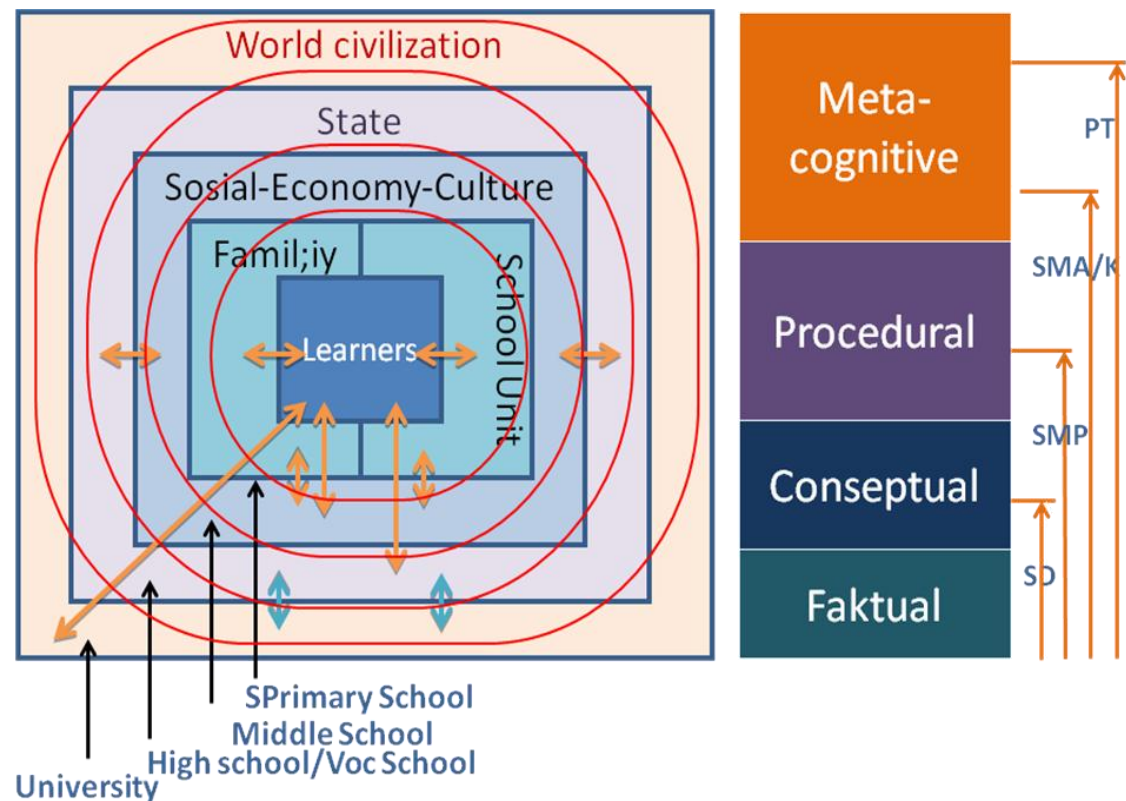 World civilization
State
Sosial-Economy-Culture
Famil;iy
School Unit
Learners
SPrimary School
Middle School
High school/Voc School
University
Meta-
cognitive
Procedural
Conseptual
Faktual
PT
SMA/K
SMP
SD